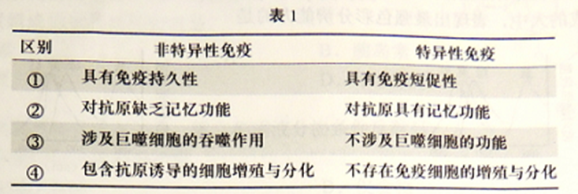 表 1
区别 非特异性免疫 特异性免疫
① 具有免疫持久性 具有免疫短促性
② 对抗原缺乏记忆功能 对抗原具有记忆功能
③ 涉及巨噬细胞的吞噬作用 不涉及巨噬细胞的功能
④ 包含抗原诱导的细胞增殖与分化 不存在免疫细胞的增殖与分化